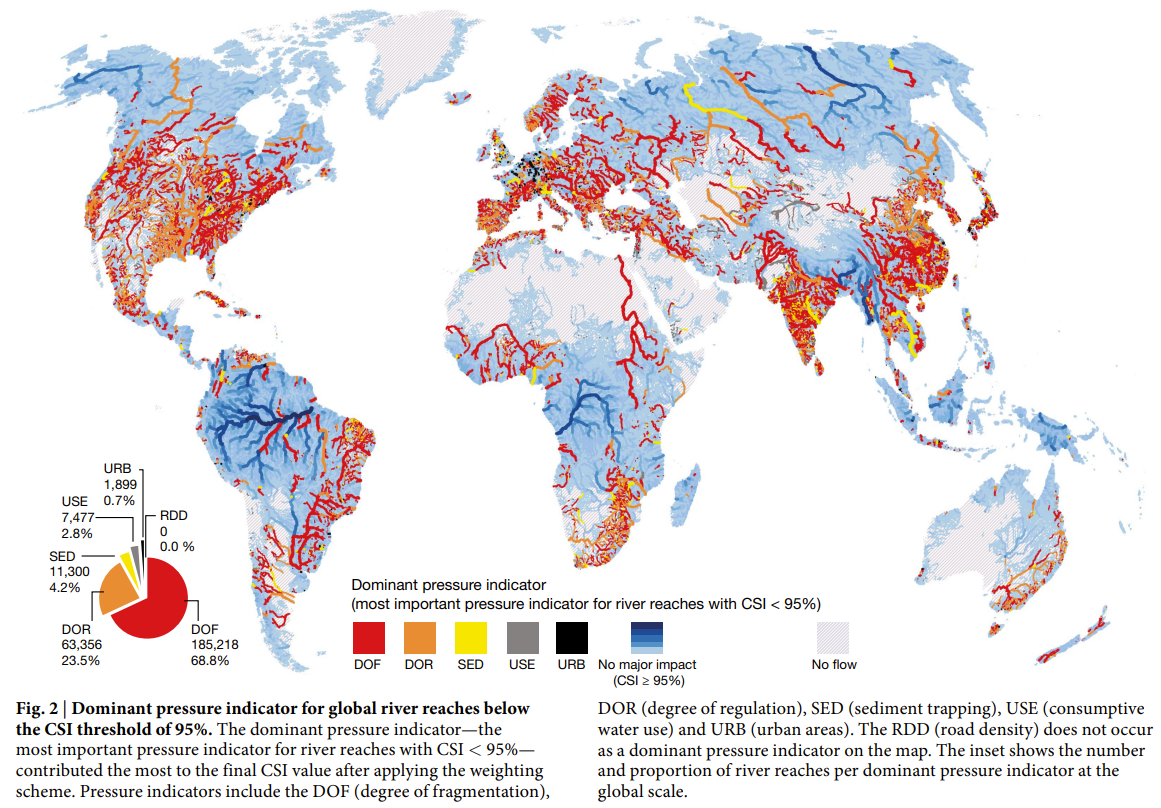 URB
1,899
0.7%
USE
7,477
2.8%
RDD
0
0.0 %
SED
11,300
4.2%
DOR
63,356
23.5%
DOF
185,218
68.8%
Dominant pressure indicator
(most important pressure indicator for river reaches with CSI < 95%)
DOF
DOR
SED
USE
URB
No major impact
(CSI ≥ 95%)
No flow
Fig. 2 | Dominant pressure indicator for global river reaches below
the CSI threshold of 95%. The dominant pressure indicator—the
most important pressure indicator for river reaches with CSI < 95%—
contributed the most to the final CSI value after applying the weighting
scheme. Pressure indicators include the DOF (degree of fragmentation),
DOR (degree of regulation), SED (sediment trapping), USE (consumptive
water use) and URB (urban areas). The RDD (road density) does not occur
as a dominant pressure indicator on the map. The inset shows the number
and proportion of river reaches per dominant pressure indicator at the
global scale.